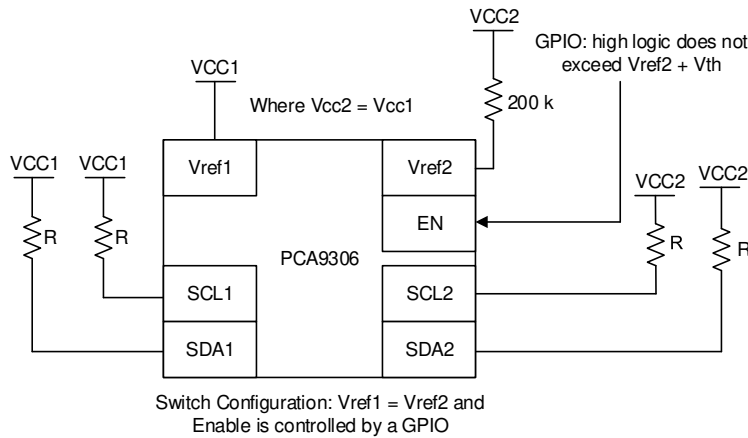 VCC2
GPIO: high logic does not
exceed Vref2 + Vth
VCC1
Where Vcc2 = Vcc1
200 k
VCC1
VCC1
Vref1
Vref2
VCC2
VCC2
EN
R
R
R
R
PCA9306
SCL1
SCL2
SDA1
SDA2
Switch Configuration: Vref1 = Vref2 and
Enable is controlled by a GPIO